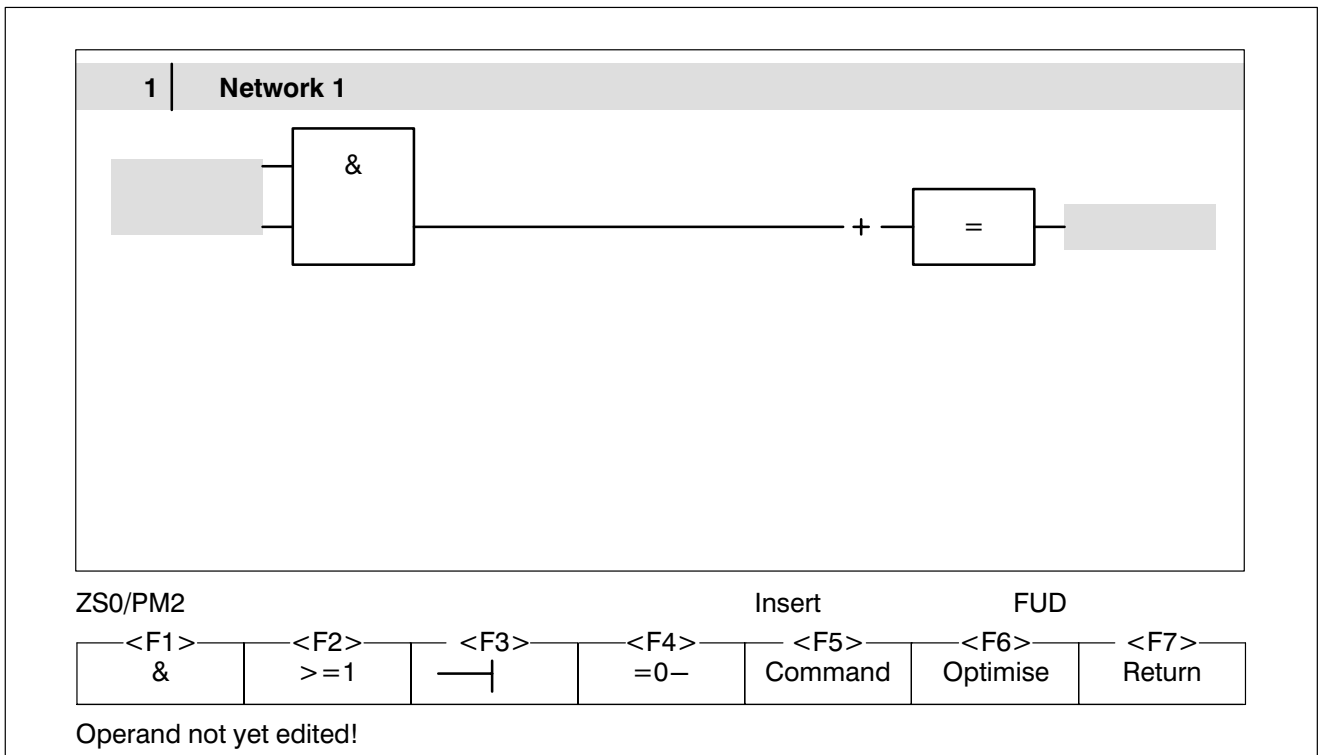 1 Network 1
&
+ =
ZS0/PM2 Insert FUD
<F1> <F2> <F3> <F4> <F5> <F6> <F7>
& >=1 =0– Command Optimise Return
Operand not yet edited!